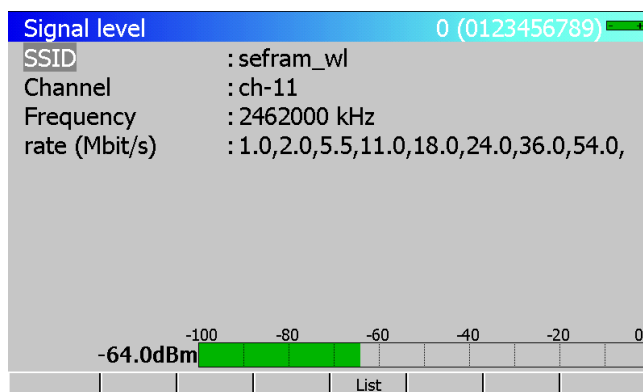 Signal level 0 (0123456789) - +
SSID : sefram_wl
Channel : ch-11
Frequency : 2462000 kHz
rate (Mbit/s) : 1.0,2.0,5.5,11.0,18.0,24.0,36.0,54.0,
-100 -80 -60 -40 -20 0
-64.0dBm
List